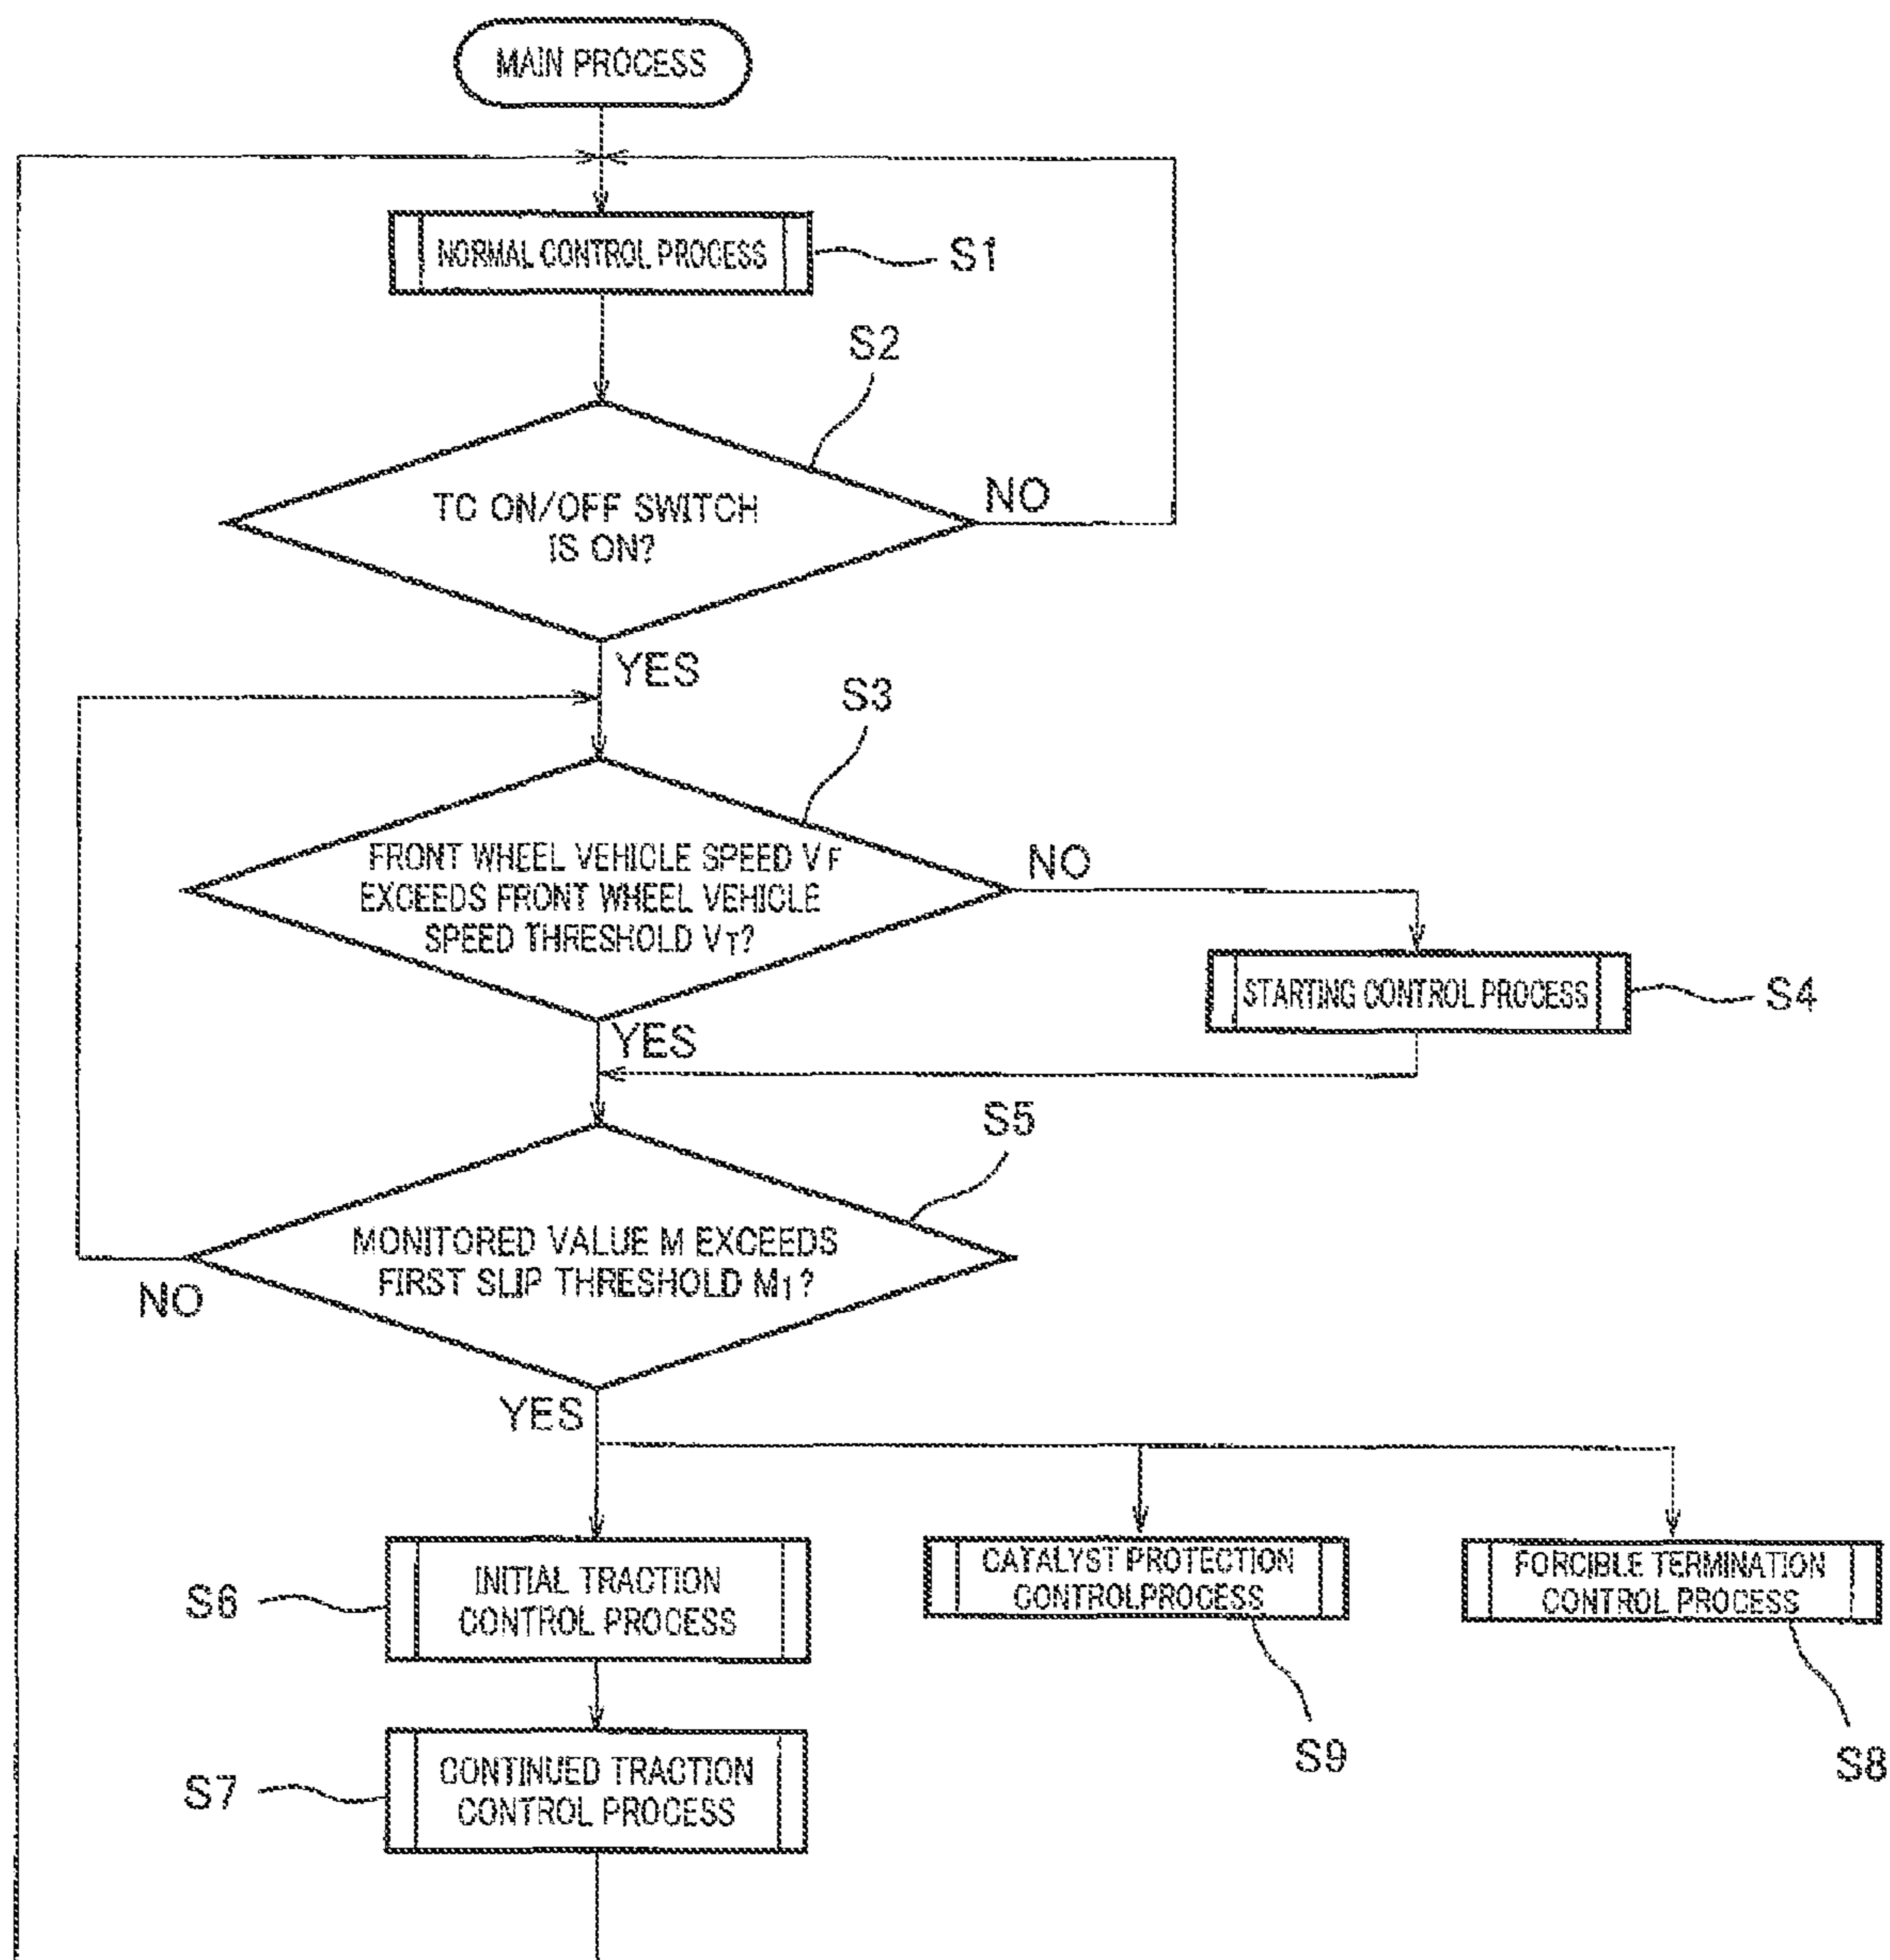 MAIN PROCESS
NORMAL CONTROL PROCESS
S1
S2
TC ON/OFF SWITCH
IS ON?
NO
YES
S3
FRONT WHEEL VEHICLE SPEED VF
EXCEEDS FRONT WHEEL VEHICLE
SPEED THRESHOLD VT?
NO
STARTING CONTROL PROCESS
S4
YES
S5
MONITORED VALUE M EXCEEDS
FIRST SLIP THRESHOLD M1?
NO
YES
S6
INITIAL TRACTION
CONTROL PROCESS
CATALYST PROTECTION
CONTROLPROCESS
FORCIBLE TERMINATION
CONTROL PROCESS
S9
S8
S7
CONTINUED TRACTION
CONTROL PROCESS